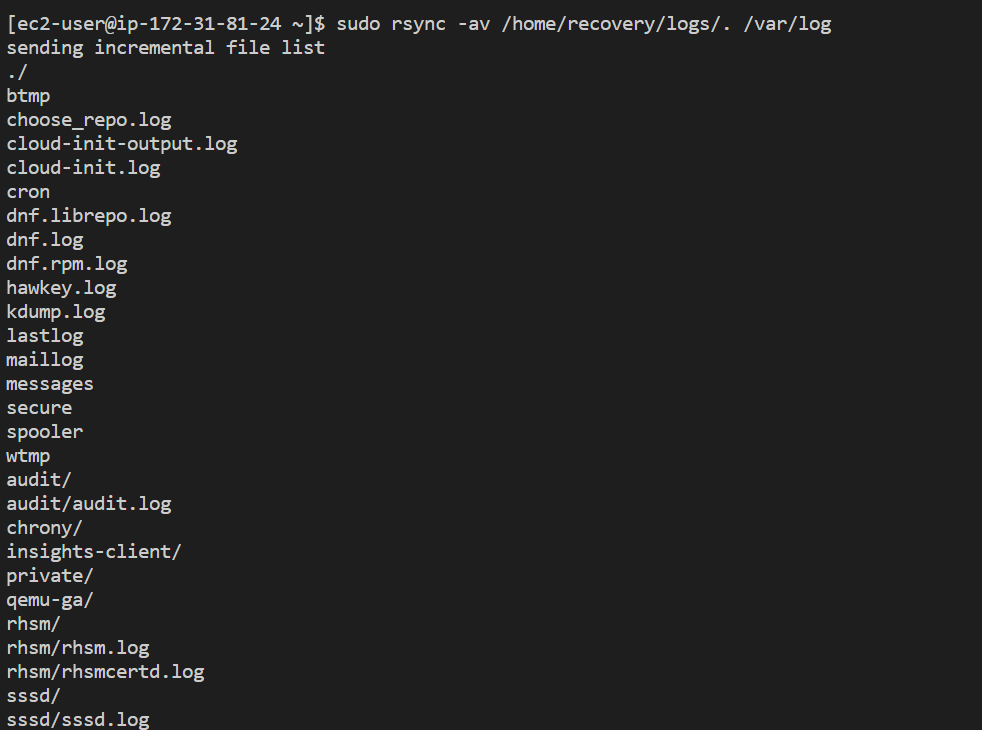 [ec2-user@ip-172-31-81-24 ~]$ sudo rsync -av /home/recovery/logs/. /var/log
sending incremental file list
./
btmp
choose_repo.log
cloud-init-output.log
cloud-init.log
cron
dnf.librepo.log
dnf.log
dnf.rpm.log
hawkey.log
kdump.log
lastlog
maillog
messages
secure
spooler
wtmp
audit/
audit/audit.log
chrony/
insights-client/
private/
qemu-ga/
rhsm/
rhsm/rhsm.log
rhsm/rhsmcertd.log
sssd/
sssd/sssd.log